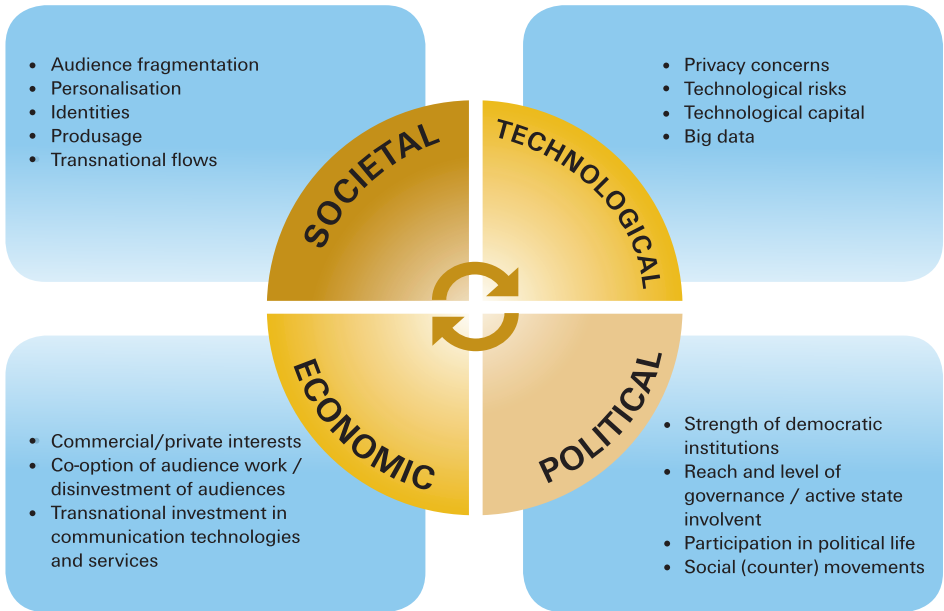 • Audience fragmentation
• Personalisation
• Identities
• Produsage
• Transnational flows
SOCIETAL
• Privacy concerns
• Technological risks
• Technological capital
• Big data
TECHNOLOGICAL
• Commercial/private interests
• Co-option of audience work /
disinvestment of audiences
• Transnational investment in
communication technologies
and services
ECONOMIC
• Strength of democratic
institutions
• Reach and level of
governance / active state
involvent
• Participation in political life
• Social (counter) movements
POLITICAL